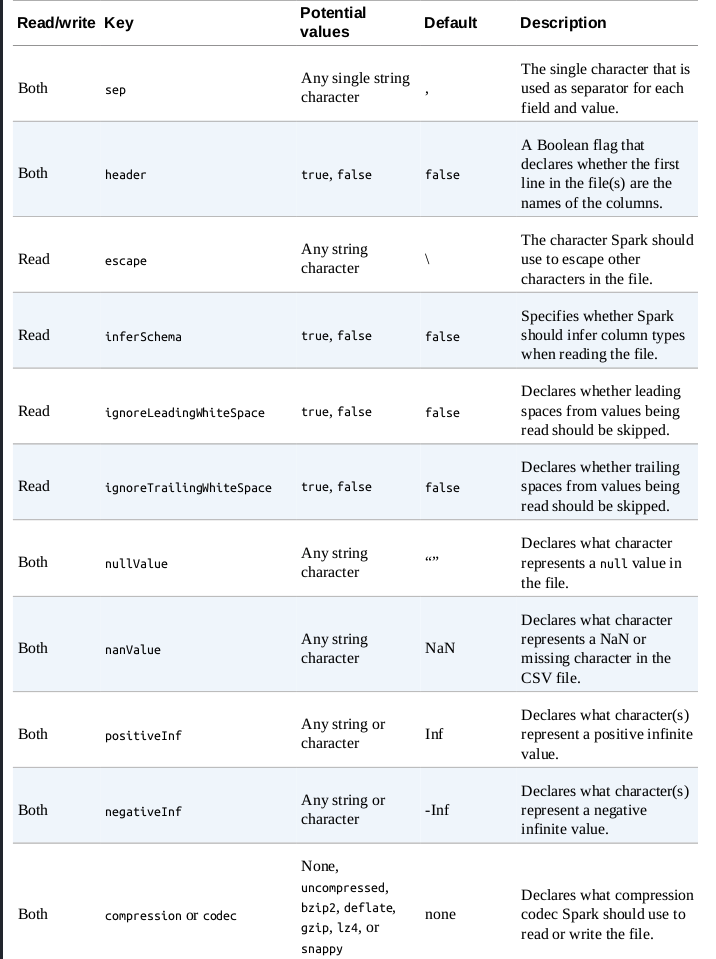 Read/write Key Potential values Default Description
Both sep Any single string character , The single character that is used as separator for each field and value.
Both header true, false false A Boolean flag that declares whether the first line in the file(s) are the names of the columns.
Read escape Any string character \ The character Spark should use to escape other characters in the file.
Read inferSchema true, false false Specifies whether Spark should infer column types when reading the file.
Read ignoreLeadingWhiteSpace true, false false Declares whether leading spaces from values being read should be skipped.
Read ignoreTrailingWhiteSpace true, false false Declares whether trailing spaces from values being read should be skipped.
Both nullValue Any string character “” Declares what character represents a null value in the file.
Both nanValue Any string character NaN Declares what character represents a NaN or missing character in the CSV file.
Both positiveInf Any string or character Inf Declares what character(s) represent a positive infinite value.
Both negativeInf Any string or character -Inf Declares what character(s) represent a negative infinite value.
Both compression or codec None, uncompressed, bzip2, deflate, gzip, lz4, or snappy none Declares what compression codec Spark should use to read or write the file.